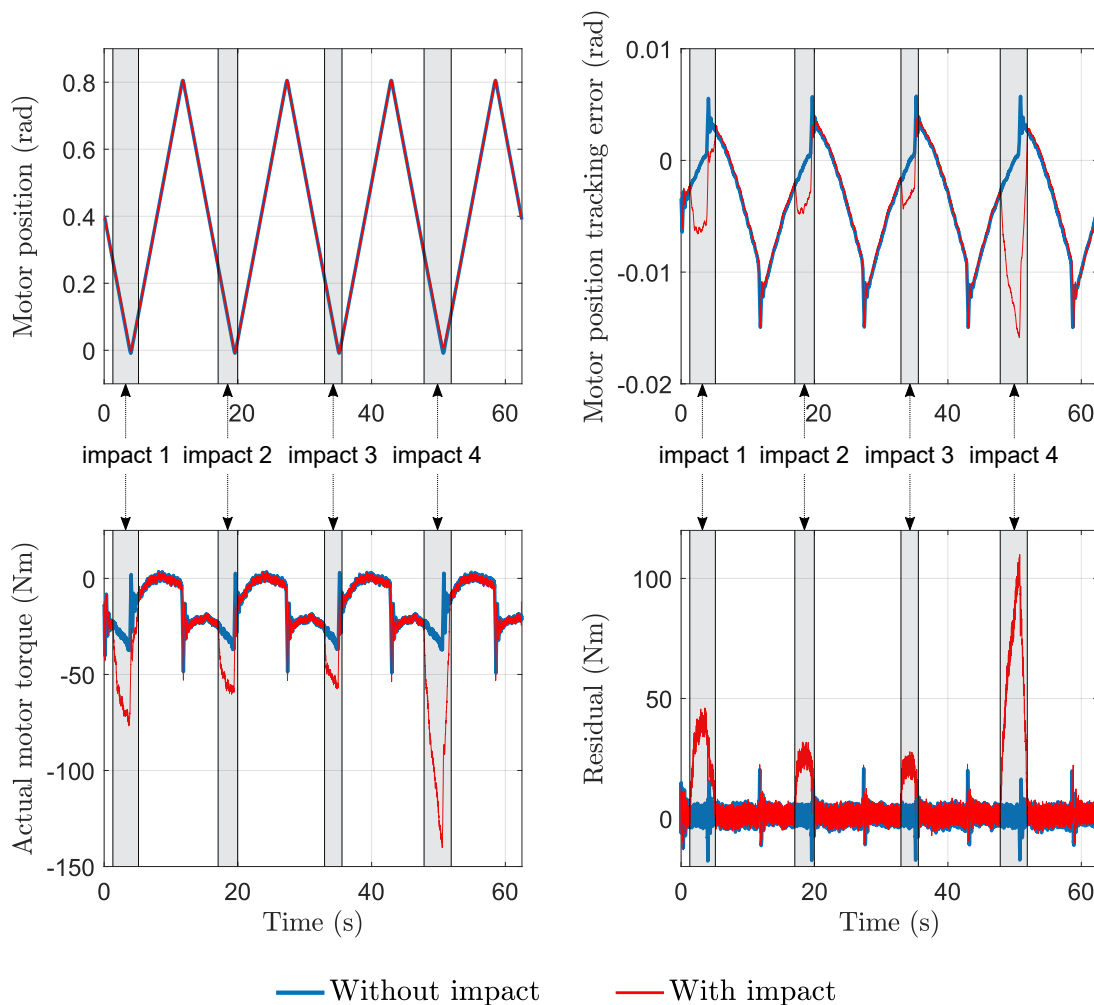 Motor position (rad)
0.8
0.6
0.4
0.2
0
0 20 40 60
Motor position tracking error (rad)
0.01
0
-0.01
-0.02
0 20 40 60
impact 1 impact 2 impact 3 impact 4
impact 1 impact 2 impact 3 impact 4
Actual motor torque (Nm)
0
-50
-100
-150
0 20 40 60
Time (s)
Residual (Nm)
100
50
0
0 20 40 60
Time (s)
Without impact With impact